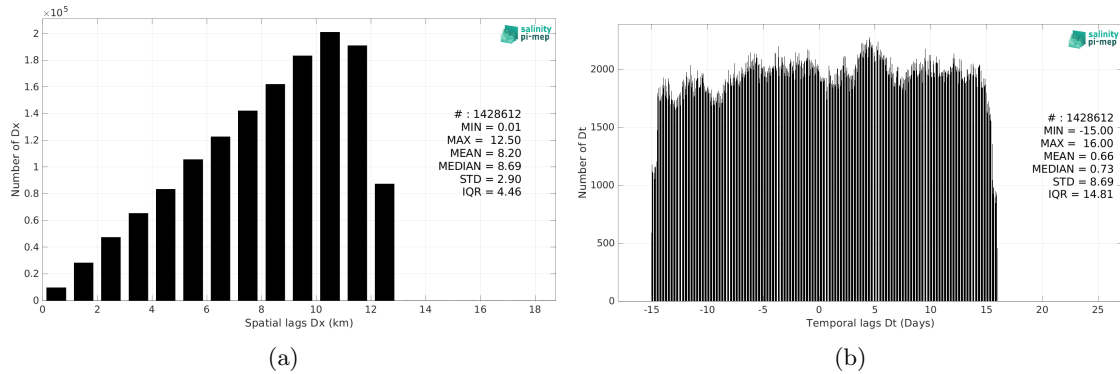 ×10⁵
2
1.8
1.6
1.4
1.2
1
0.8
0.6
0.4
0.2
0
Number of Dx
0 2 4 6 8 10 12 14 16 18
Spatial lags Dx (km)
salinity
pi-mep
# : 1428612
MIN = 0.01
MAX = 12.50
MEAN = 8.20
MEDIAN = 8.69
STD = 2.90
IQR = 4.46
(a)
2000
1500
1000
500
0
Number of Dt
-15 -10 -5 0 5 10 15 20 25
Temporal lags Dt (Days)
salinity
pi-mep
# : 1428612
MIN = -15.00
MAX = 16.00
MEAN = 0.66
MEDIAN = 0.73
STD = 8.69
IQR = 14.81
(b)